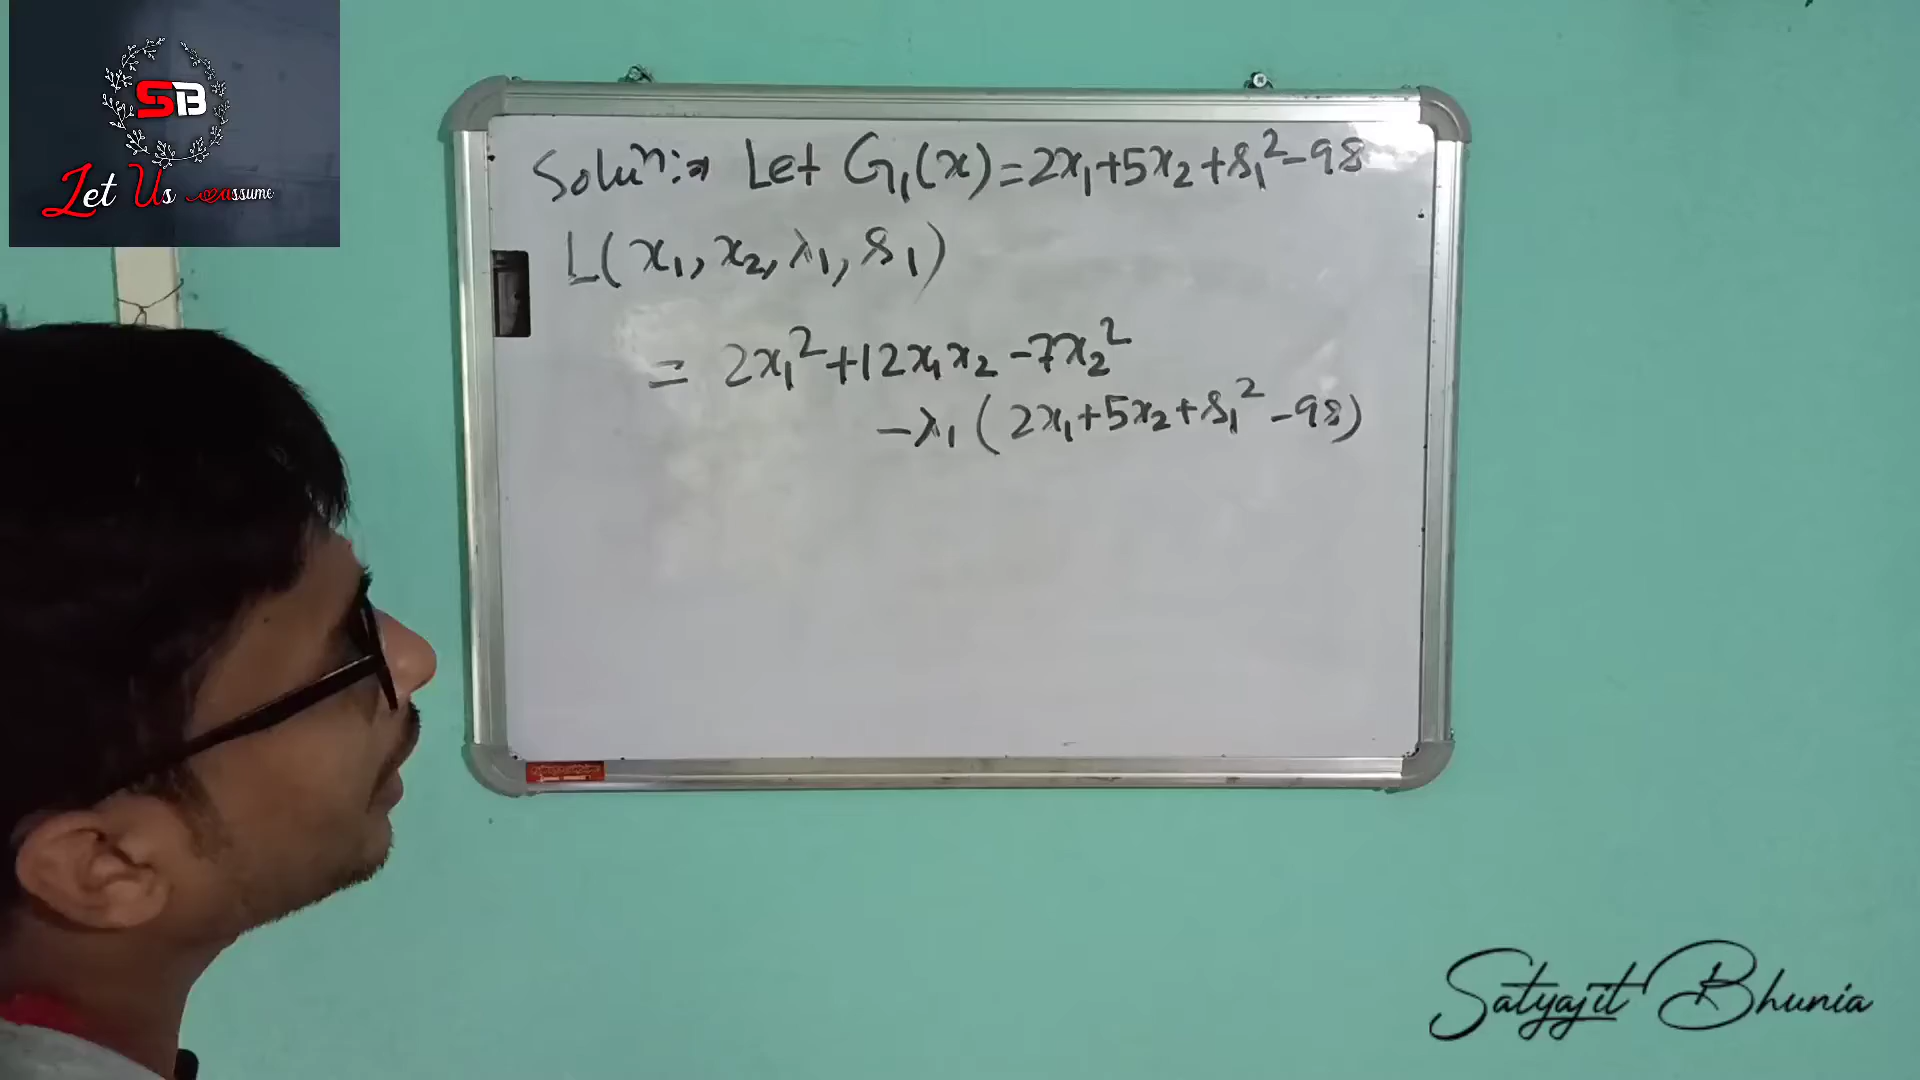 SB
Let Us assume
Solun:→ Let G₁(x)=2x₁+5x₂+s₁²-98
L(x₁, x₂, λ₁, s₁)
= 2x₁²+12x₁x₂-7x₂²
-λ₁(2x₁+5x₂+s₁²-98)
Satyajit Bhunia